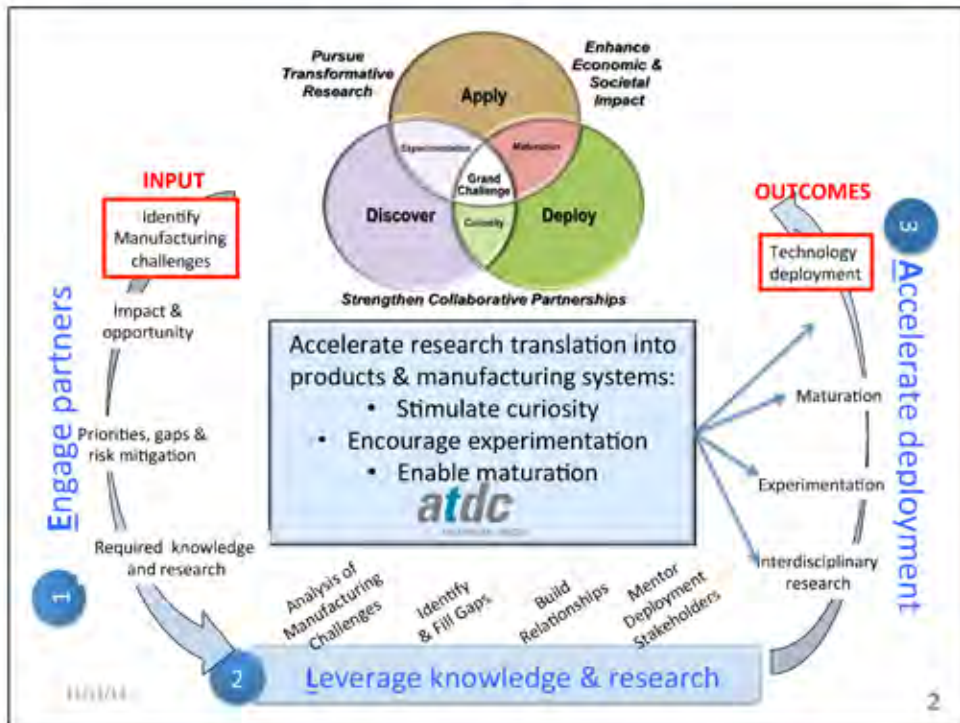 Pursue
Transformative
Research
Enhance
Economic &
Societal
Impact
Apply
Experimentation
Maturation
Grand
Challenge
Discover
Deploy
Curiosity
Strengthen Collaborative Partnerships
INPUT
Identify
Manufacturing
challenges
Impact &
opportunity
Priorities, gaps &
risk mitigation
Required knowledge
and research
1
Engage partners
Accelerate research translation into
products & manufacturing systems:
• Stimulate curiosity
• Encourage experimentation
• Enable maturation
atdc
Analysis of
Manufacturing
Challenges
Identify
& Fill Gaps
Build
Relationships
Mentor
Deployment
Stakeholders
2
Leverage knowledge & research
OUTCOMES
Technology
deployment
Maturation
Experimentation
Interdisciplinary
research
3
Accelerate deployment
2